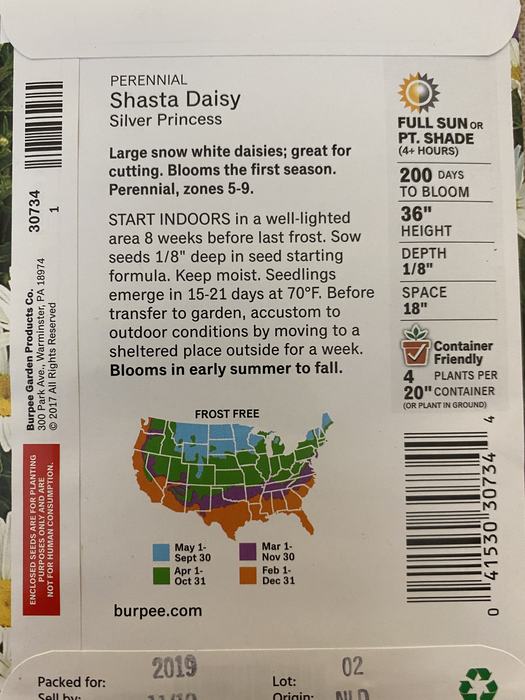 PERENNIAL
Shasta Daisy
Silver Princess
Large snow white daisies; great for
cutting. Blooms the first season.
Perennial, zones 5-9.
START INDOORS in a well-lighted
area 8 weeks before last frost. Sow
seeds 1/8" deep in seed starting
formula. Keep moist. Seedlings
emerge in 15-21 days at 70°F. Before
transfer to garden, accustom to
outdoor conditions by moving to a
sheltered place outside for a week.
Blooms in early summer to fall.
FROST FREE
May 1-
Sept 30
Mar 1-
Nov 30
Apr 1-
Oct 31
Feb 1-
Dec 31
burpee.com
FULL SUN OR
PT. SHADE
(4+ HOURS)
200 DAYS
TO BLOOM
36"
HEIGHT
DEPTH
1/8"
SPACE
18"
Container
Friendly
4 PLANTS PER
20" CONTAINER
(OR PLANT IN GROUND)
0 41530 30734 4
30734
1
Burpee Garden Products Co.
300 Park Ave., Warminster, PA 18974
© 2017 All Rights Reserved
ENCLOSED SEEDS ARE FOR PLANTING
PURPOSES ONLY AND ARE
NOT FOR HUMAN CONSUMPTION.
Packed for: 2019
Lot: 02
Sell by:
Origin: NLD